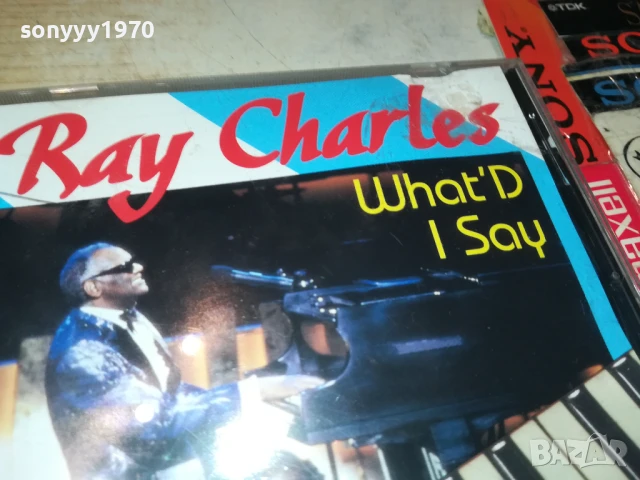 sonyyy1970
Ray Charles
What'D
I Say
TDK
SONY
maxell
BAZAR